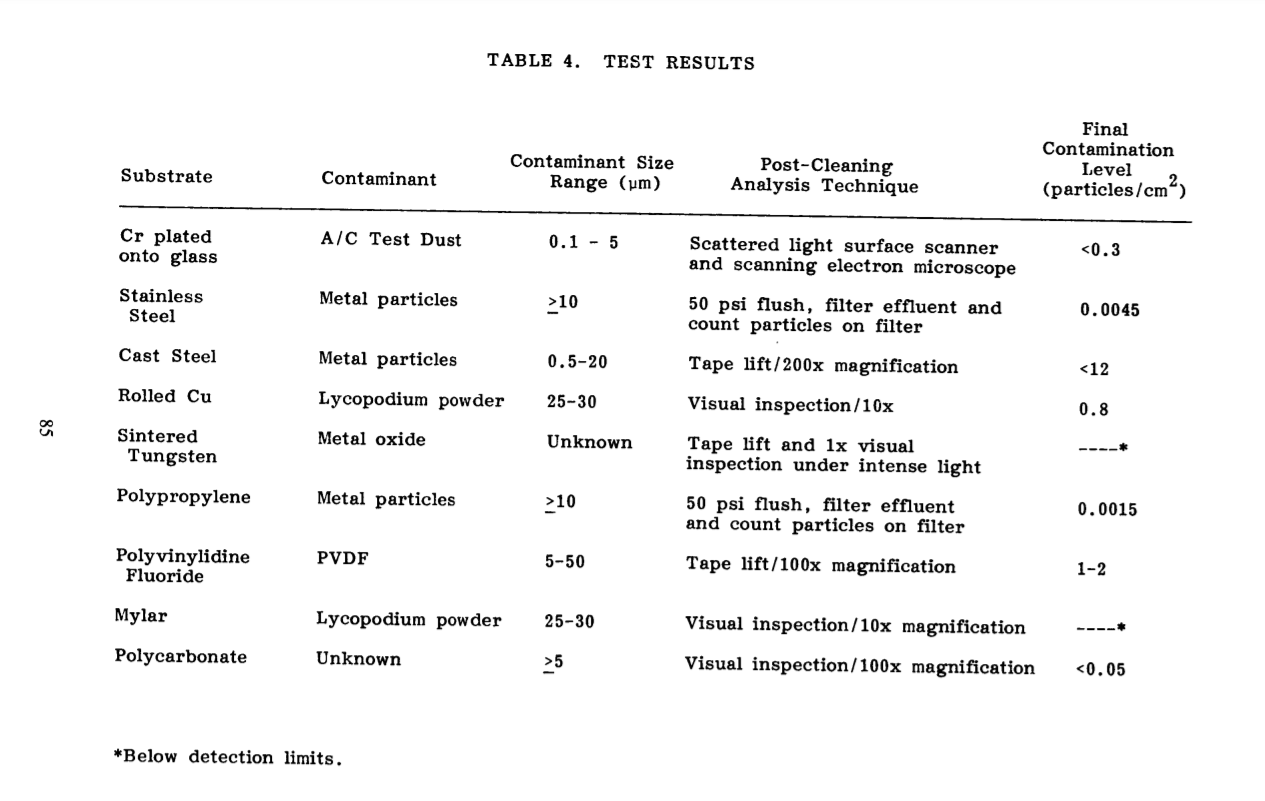 TABLE 4. TEST RESULTS
Substrate Contaminant Contaminant Size Range (μm) Post-Cleaning Analysis Technique Final Contamination Level (particles/cm2)
Cr plated onto glass A/C Test Dust 0.1 - 5 Scattered light surface scanner and scanning electron microscope <0.3
Stainless Steel Metal particles ≥10 50 psi flush, filter effluent and count particles on filter 0.0045
Cast Steel Metal particles 0.5-20 Tape lift/200x magnification <12
Rolled Cu Lycopodium powder 25-30 Visual inspection/10x 0.8
Sintered Tungsten Metal oxide Unknown Tape lift and 1x visual inspection under intense light ----*
Polypropylene Metal particles ≥10 50 psi flush, filter effluent and count particles on filter 0.0015
Polyvinylidine Fluoride PVDF 5-50 Tape lift/100x magnification 1-2
Mylar Lycopodium powder 25-30 Visual inspection/10x magnification ----*
Polycarbonate Unknown ≥5 Visual inspection/100x magnification <0.05
*Below detection limits.
85